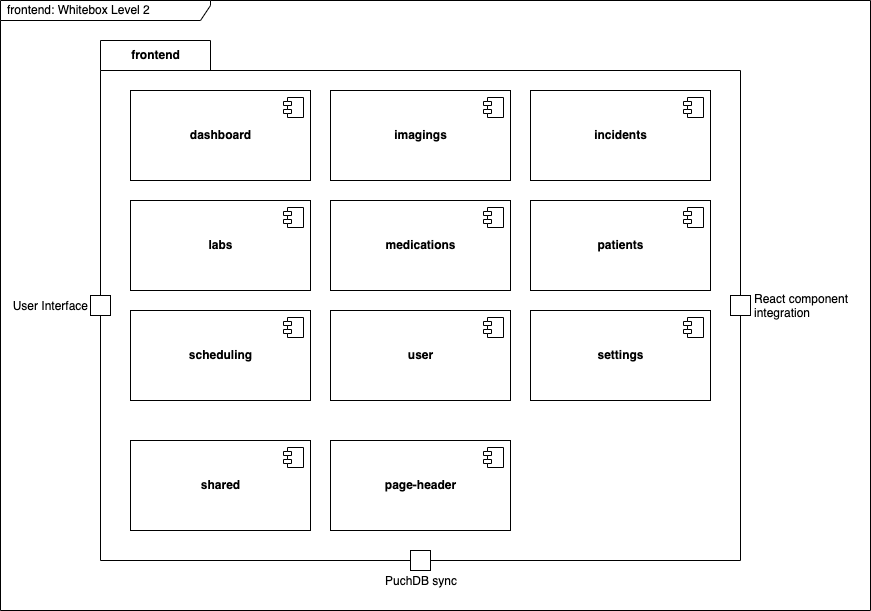 frontend: Whitebox Level 2
frontend
dashboard
imagings
incidents
labs
medications
patients
User Interface
React component
integration
scheduling
user
settings
shared
page-header
PuchDB sync